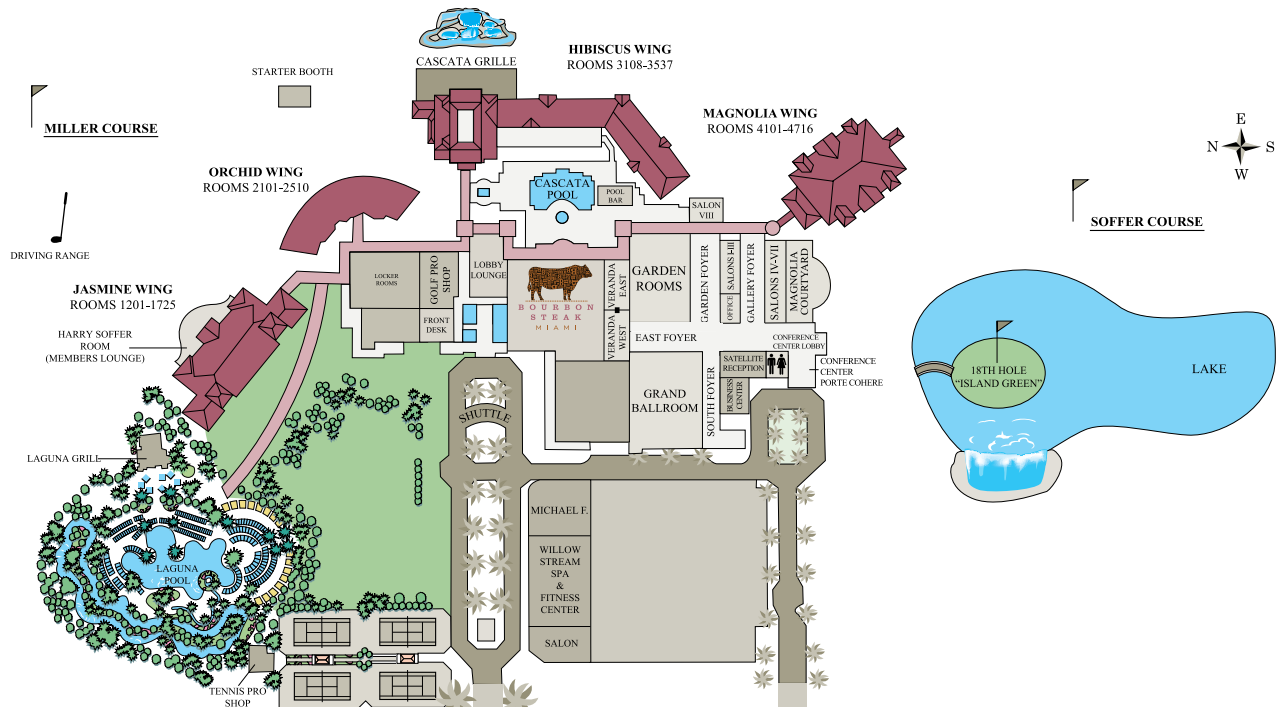 HIBISCUS WING
ROOMS 3108-3537
CASCATA GRILLE
STARTER BOOTH
MILLER COURSE
MAGNOLIA WING
ROOMS 4101-4716
E
N
S
W
ORCHID WING
ROOMS 2101-2510
CASCATA
POOL
POOL
BAR
SALON
VIII
SOFFER COURSE
DRIVING RANGE
LOBBY
LOUNGE
LOCKER
ROOMS
GOLF PRO
SHOP
FRONT
DESK
BOURBON
STEAK
MIAMI
VERANDA
EAST
VERANDA
WEST
GARDEN
ROOMS
GARDEN FOYER
SALONS I-III
OFFICE
GALLERY FOYER
SALONS IV-VII
MAGNOLIA
COURTYARD
JASMINE WING
ROOMS 1201-1725
HARRY SOFFER
ROOM
(MEMBERS LOUNGE)
EAST FOYER
CONFERENCE
CENTER LOBBY
CONFERENCE
CENTER
PORTE COHERE
SATELLITE
RECEPTION
BUSINESS
CENTER
GRAND
BALLROOM
SOUTH FOYER
18TH HOLE
“ISLAND GREEN”
LAKE
SHUTTLE
LAGUNA GRILL
MICHAEL F.
WILLOW
STREAM
SPA
&
FITNESS
CENTER
SALON
LAGUNA
POOL
TENNIS PRO
SHOP